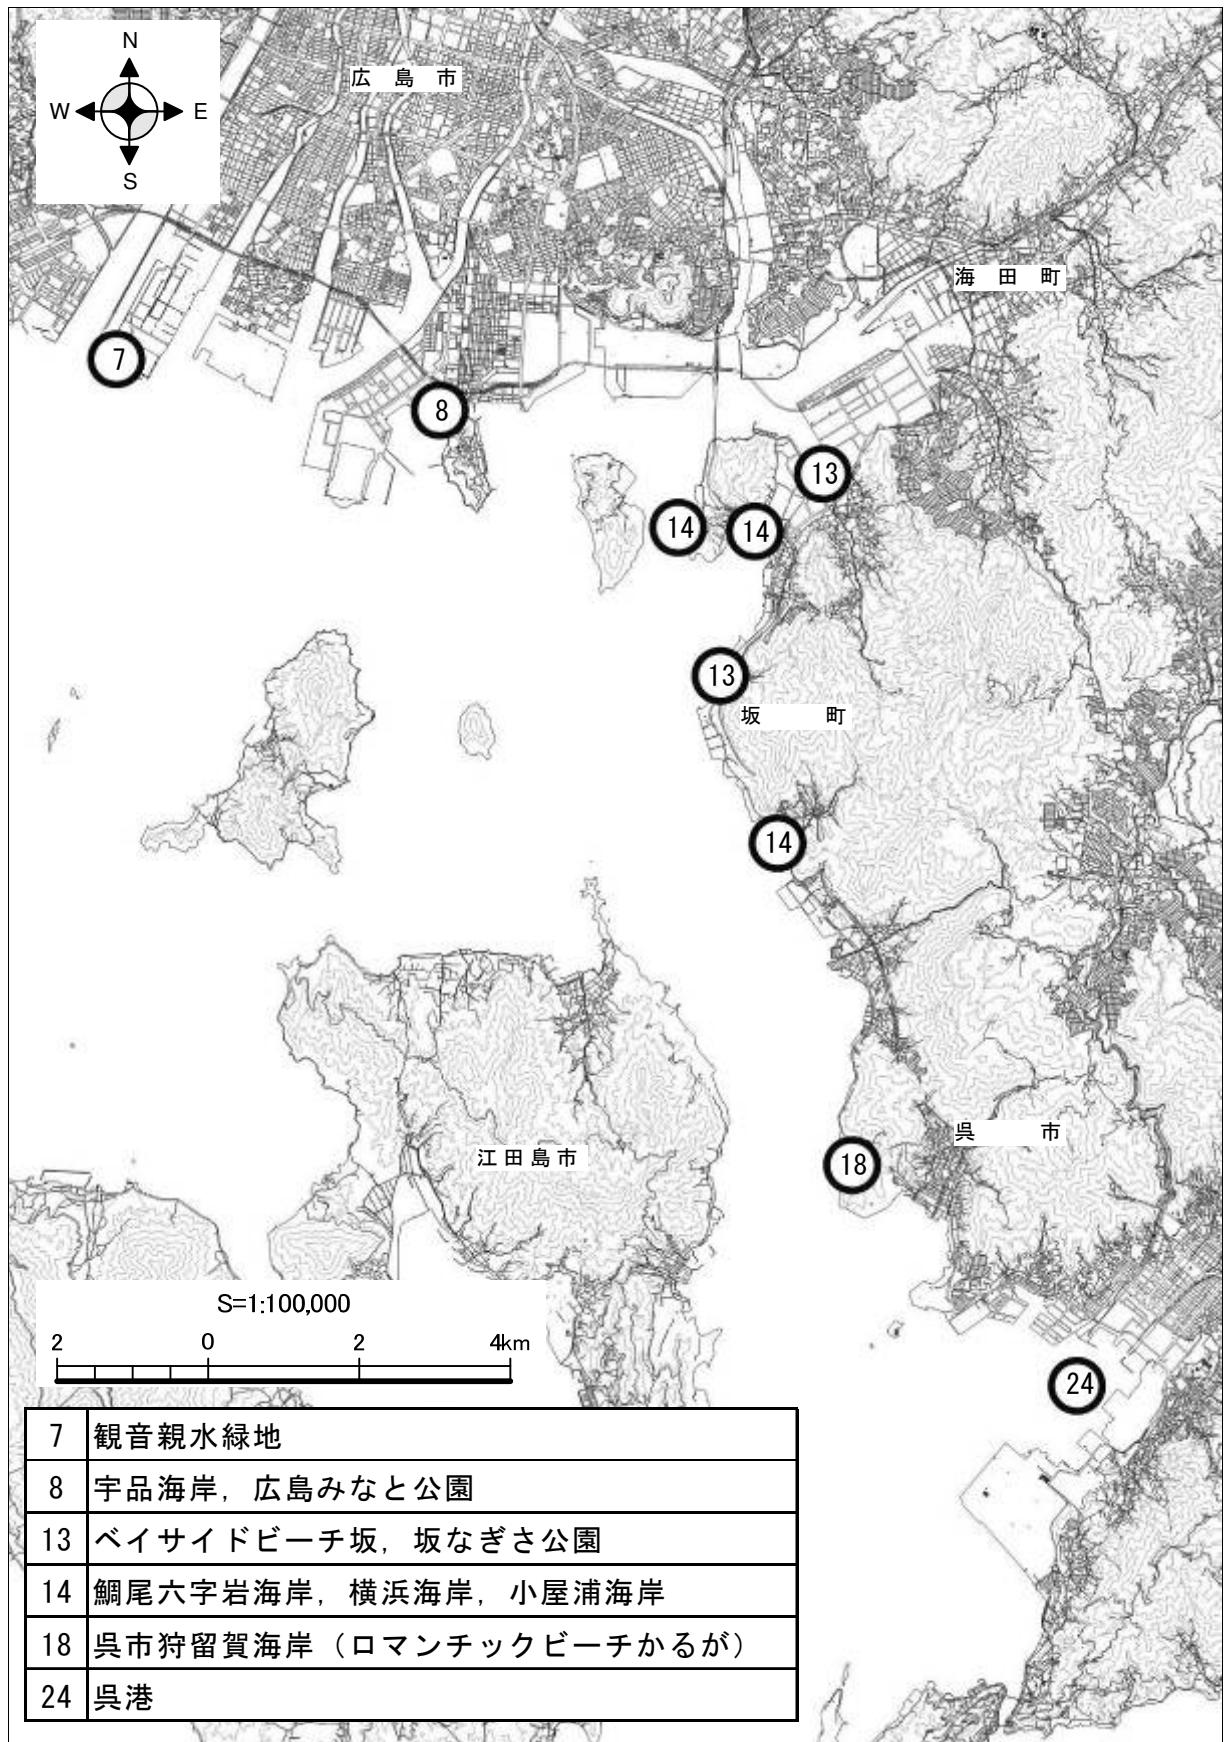 N
W E
S
広島市
海田町
7
8
13
14 14
13
坂町
14
呉市
江田島市
18
S=1:100,000
2 0 2 4km
24
7 観音親水緑地
8 宇品海岸，広島みなと公園
13 ベイサイドビーチ坂，坂なぎさ公園
14 鯛尾六字岩海岸，横浜海岸，小屋浦海岸
18 呉市狩留賀海岸（ロマンチックビーチかるが）
24 呉港